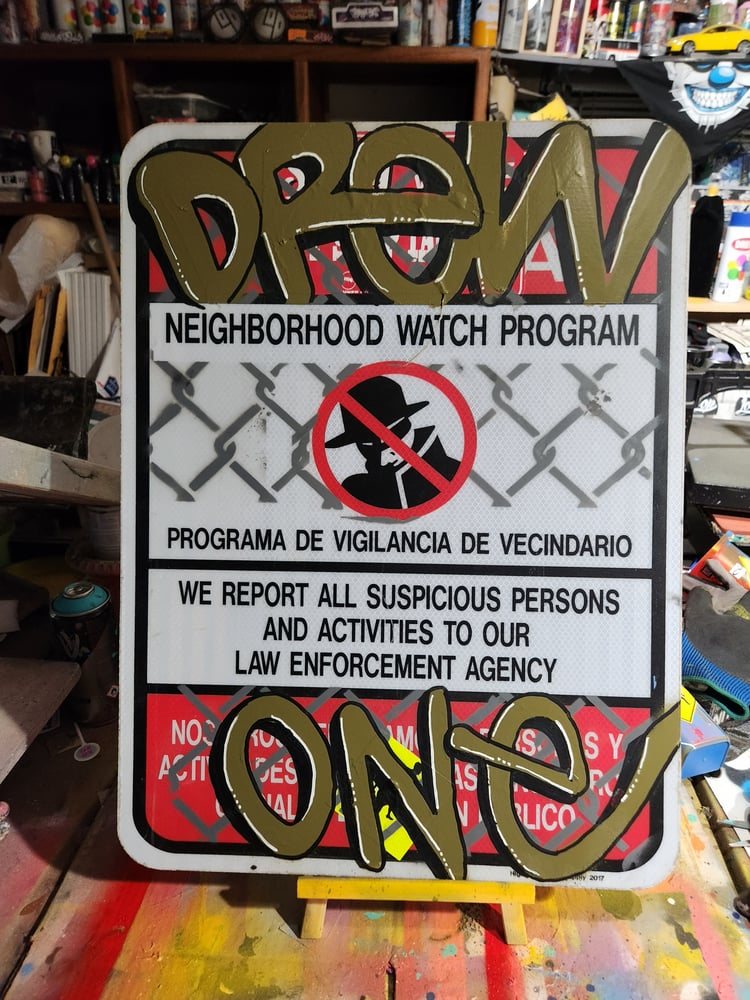 DReW
NEIGHBORHOOD WATCH PROGRAM
PROGRAMA DE VIGILANCIA DE VECINDARIO
WE REPORT ALL SUSPICIOUS PERSONS
AND ACTIVITIES TO OUR
LAW ENFORCEMENT AGENCY
ONe
2017